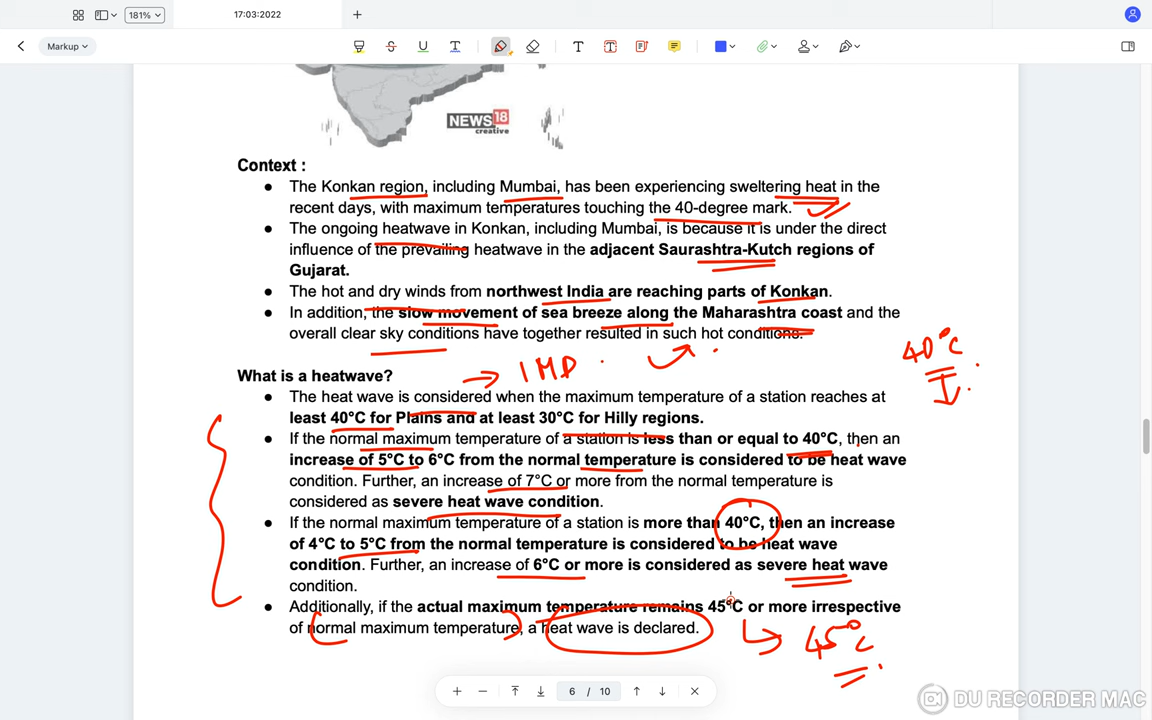 181%
17:03:2022
Markup
NEWS 18
creative
Context :
● The Konkan region, including Mumbai, has been experiencing sweltering heat in the
recent days, with maximum temperatures touching the 40-degree mark.
● The ongoing heatwave in Konkan, including Mumbai, is because it is under the direct
influence of the prevailing heatwave in the adjacent Saurashtra-Kutch regions of
Gujarat.
● The hot and dry winds from northwest India are reaching parts of Konkan.
● In addition, the slow movement of sea breeze along the Maharashtra coast and the
overall clear sky conditions have together resulted in such hot conditions.
40°C
What is a heatwave? → IMD
● The heat wave is considered when the maximum temperature of a station reaches at
least 40°C for Plains and at least 30°C for Hilly regions.
● If the normal maximum temperature of a station is less than or equal to 40°C, then an
increase of 5°C to 6°C from the normal temperature is considered to be heat wave
condition. Further, an increase of 7°C or more from the normal temperature is
considered as severe heat wave condition.
● If the normal maximum temperature of a station is more than 40°C, then an increase
of 4°C to 5°C from the normal temperature is considered to be heat wave
condition. Further, an increase of 6°C or more is considered as severe heat wave
condition.
● Additionally, if the actual maximum temperature remains 45°C or more irrespective
of normal maximum temperature, a heat wave is declared.
45°C
6 / 10
DU RECORDER MAC